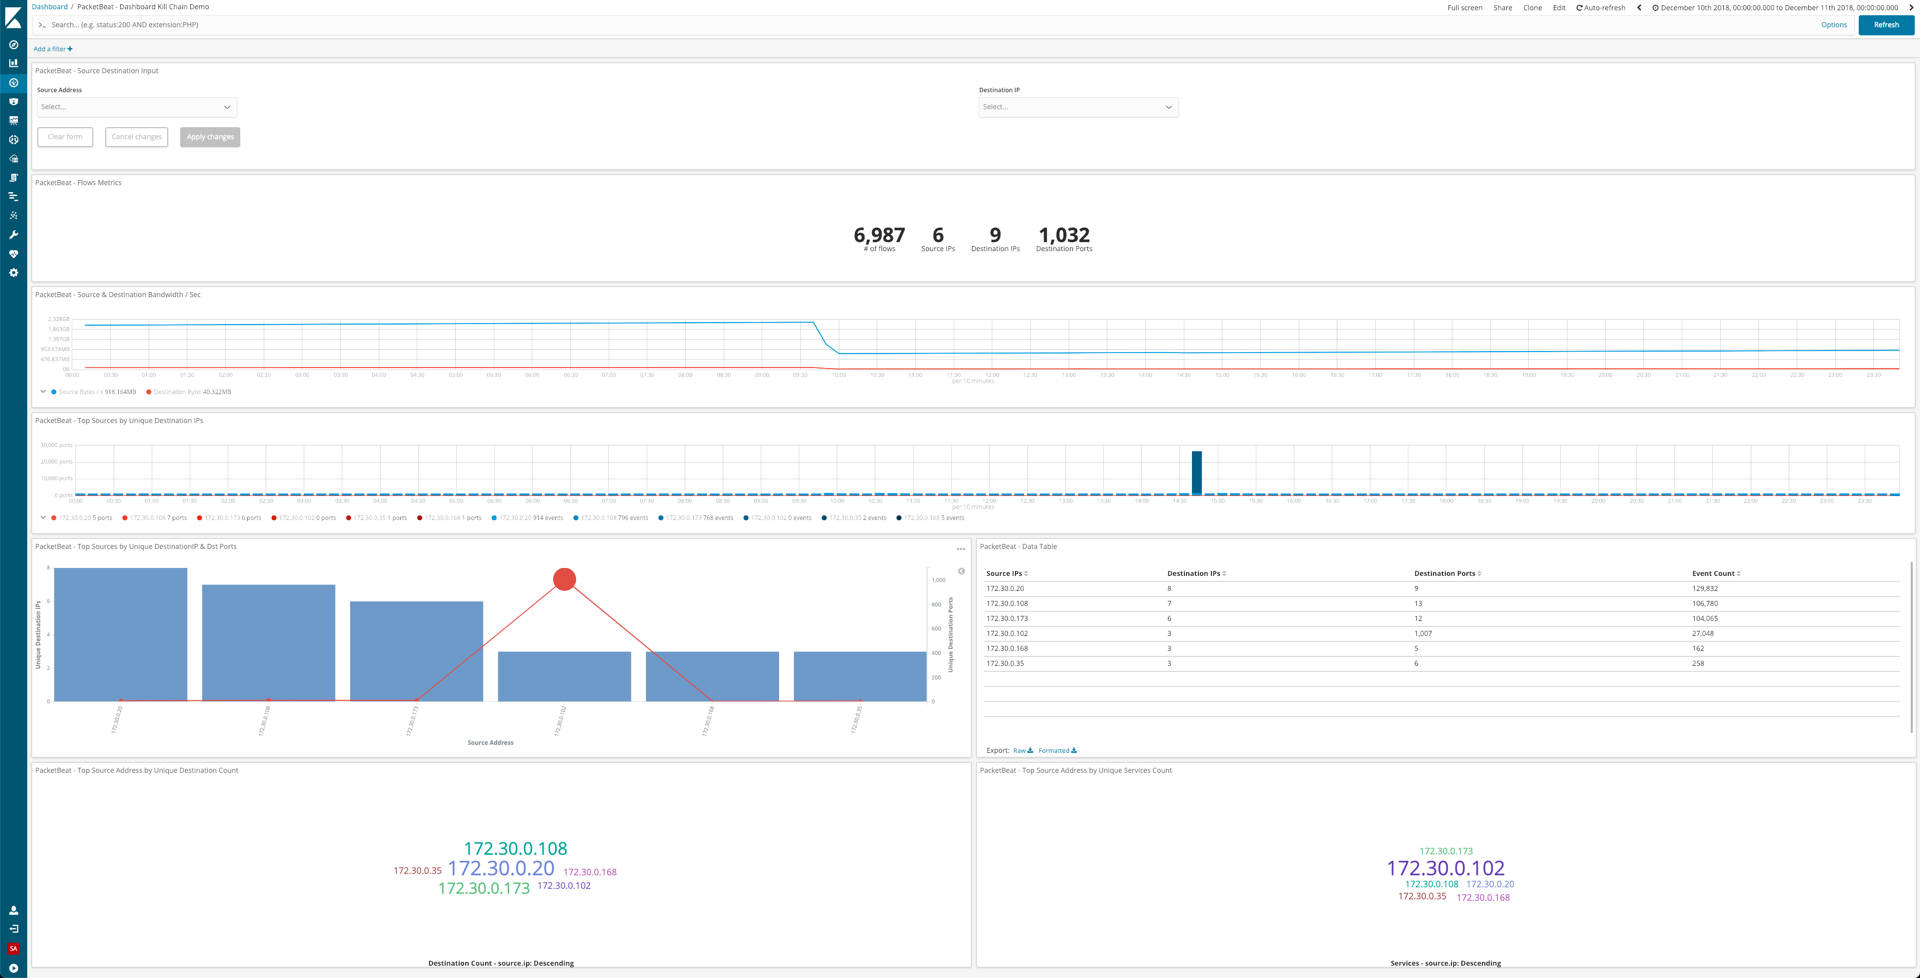 Dashboard / PacketBeat - Dashboard Kill Chain Demo
Full screen Share Clone Edit Auto-refresh December 10th 2018, 00:00:00.000 to December 11th 2018, 00:00:00.000
>_ Search... (e.g. status:200 AND extension:PHP)
Options Refresh
Add a filter +
PacketBeat - Source Destination Input
Source Address Destination IP
Select... Select...
Clear form Cancel changes Apply changes
PacketBeat - Flows Metrics
6,987 6 9 1,032
# of flows Source IPs Destination IPs Destination Ports
PacketBeat - Source & Destination Bandwidth / Sec
2.328GB
1.863GB
1.397GB
953.674MB
476.837MB
0B
00:00 00:30 01:00 01:30 02:00 02:30 03:00 03:30 04:00 04:30 05:00 05:30 06:00 06:30 07:00 07:30 08:00 08:30 09:00 09:30 10:00 10:30 11:00 11:30 12:00 12:30 13:00 13:30 14:00 14:30 15:00 15:30 16:00 16:30 17:00 17:30 18:00 18:30 19:00 19:30 20:00 20:30 21:00 21:30 22:00 22:30 23:00 23:30
per 10 minutes
Source Bytes / s 918.164MB Destination Byte: 40.322MB
PacketBeat - Top Sources by Unique Destination IPs
30,000 ports
20,000 ports
10,000 ports
0 ports
00:00 00:30 01:00 01:30 02:00 02:30 03:00 03:30 04:00 04:30 05:00 05:30 06:00 06:30 07:00 07:30 08:00 08:30 09:00 09:30 10:00 10:30 11:00 11:30 12:00 12:30 13:00 13:30 14:00 14:30 15:00 15:30 16:00 16:30 17:00 17:30 18:00 18:30 19:00 19:30 20:00 20:30 21:00 21:30 22:00 22:30 23:00 23:30
per 10 minutes
172.30.0.20 5 ports 172.30.0.108 7 ports 172.30.0.173 6 ports 172.30.0.102 0 ports 172.30.0.35 1 ports 172.30.0.168 1 ports 172.30.0.20 914 events 172.30.0.108 796 events 172.30.0.173 768 events 172.30.0.102 0 events 172.30.0.35 2 events 172.30.0.168 5 events
PacketBeat - Top Sources by Unique DestinationIP & Dst Ports
8
6
4
2
0
Unique Destination IPs
1,000
800
600
400
200
0
Unique Destination Ports
172.30.0.20 172.30.0.108 172.30.0.173 172.30.0.102 172.30.0.168 172.30.0.35
Source Address
PacketBeat - Data Table
Source IPs Destination IPs Destination Ports Event Count
172.30.0.20 8 9 129,832
172.30.0.108 7 13 106,780
172.30.0.173 6 12 104,065
172.30.0.102 3 1,007 27,048
172.30.0.168 3 5 162
172.30.0.35 3 6 258
Export: Raw Formatted
PacketBeat - Top Source Address by Unique Destination Count
172.30.0.108
172.30.0.35 172.30.0.20 172.30.0.168
172.30.0.173 172.30.0.102
Destination Count - source.ip: Descending
PacketBeat - Top Source Address by Unique Services Count
172.30.0.173
172.30.0.102
172.30.0.108 172.30.0.20
172.30.0.35 172.30.0.168
Services - source.ip: Descending
SA